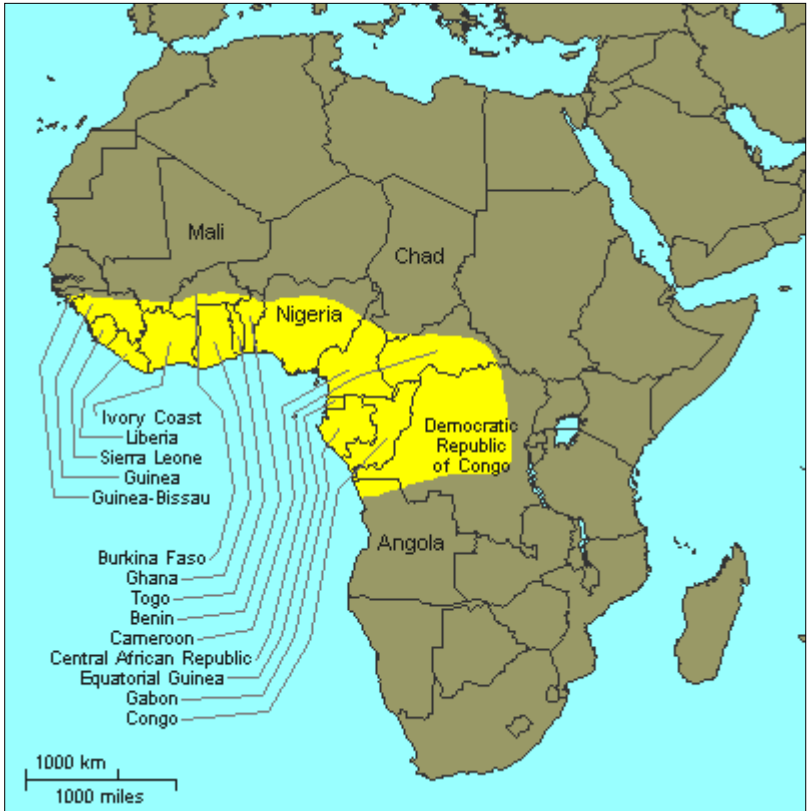 Mali
Chad
Nigeria
Democratic
Republic
of Congo
Angola
Ivory Coast
Liberia
Sierra Leone
Guinea
Guinea-Bissau
Burkina Faso
Ghana
Togo
Benin
Cameroon
Central African Republic
Equatorial Guinea
Gabon
Congo
1000 km
1000 miles